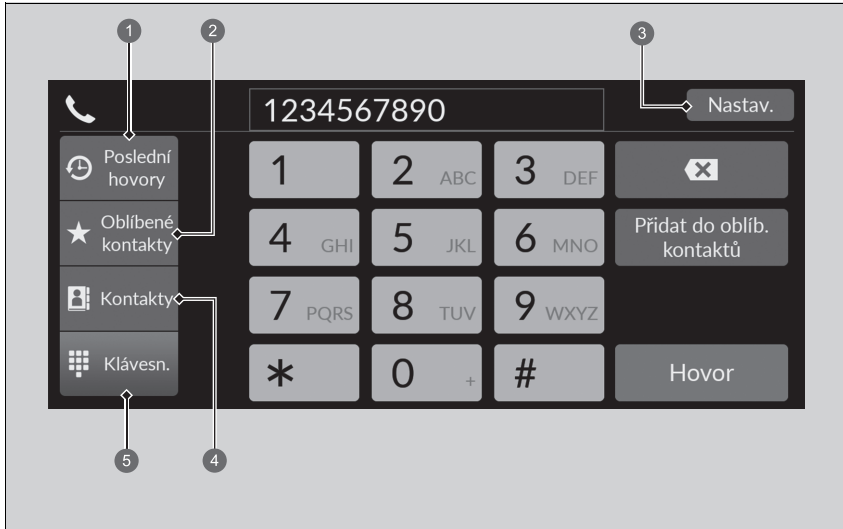 1
2
3
1234567890
Nastav.
Poslední
hovory
Oblíbené
kontakty
Kontakty
Klávesn.
1
2 ABC
3 DEF
4 GHI
5 JKL
6 MNO
Přidat do oblíb.
kontaktů
7 PQRS
8 TUV
9 WXYZ
*
0 +
#
Hovor
5
4